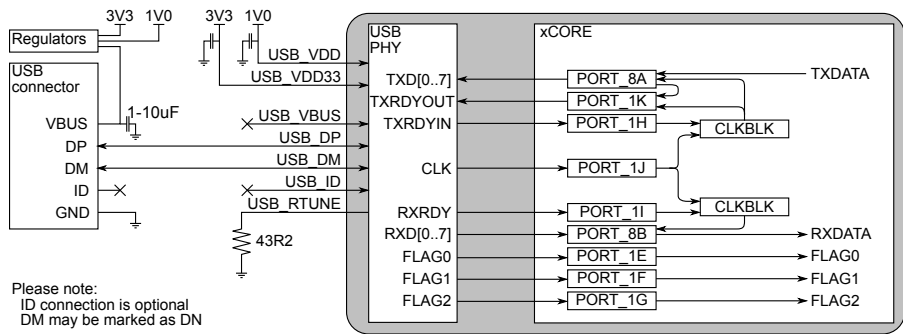 3V3 1V0 3V3 1V0
Regulators
USB
connector
VBUS
DP
DM
ID
GND
1-10uF
USB_VDD
USB_VDD33
USB_VBUS
USB_DP
USB_DM
USB_ID
USB_RTUNE
43R2
Please note:
ID connection is optional
DM may be marked as DN
USB
PHY
TXD[0..7]
TXRDYOUT
TXRDYIN
CLK
RXRDY
RXD[0..7]
FLAG0
FLAG1
FLAG2
xCORE
PORT_8A
PORT_1K
PORT_1H
PORT_1J
PORT_1I
PORT_8B
PORT_1E
PORT_1F
PORT_1G
CLKBLK
CLKBLK
TXDATA
RXDATA
FLAG0
FLAG1
FLAG2